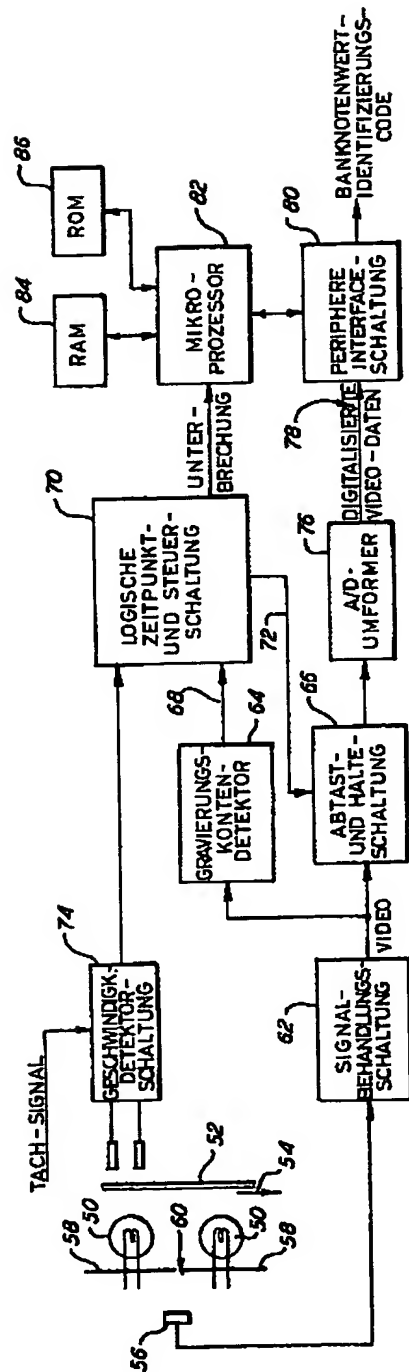 86
ROM
84
RAM
82
MIKRO-
PROZESSOR
UNTER-
BRECHUNG
80
PERIPHERE
INTERFACE-
SCHALTUNG
BANKNOTENWERT-
IDENTIFIZIERUNGS-
CODE
70
LOGISCHE
ZEITPUNKT-
UND STEUER-
SCHALTUNG
72
78
DIGITALISIERTE
VIDEO-DATEN
76
A/D-
UMFORMER
68
64
GRAVIERUNGS-
KONTEN-
DETEKTOR
66
ABTAST-
UND HALTE-
SCHALTUNG
VIDEO
74
TACH-SIGNAL
GESCHWINDIGK.-
DETEKTOR-
SCHALTUNG
62
SIGNAL-
BEHANDLUNGS-
SCHALTUNG
52
54
50
50
58
58
60
56